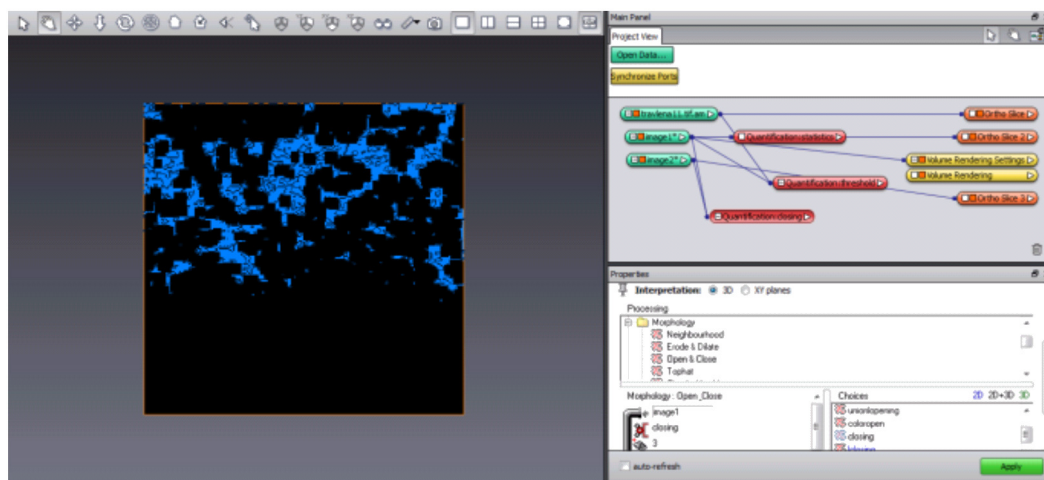 Main Panel
Project View
Open Data...
Synchronize Ports
Ortho Slice
image1*
Quantification:statistics
Ortho Slice 2
image2*
Volume Rendering Settings
Volume Rendering
Quantification:threshold
Ortho Slice 3
Quantification:closing
Properties
Interpretation: 3D XY planes
Processing
Morphology
Neighbourhood
Erode & Dilate
Open & Close
Tophat
Morphology : Open_Close
Choices 2D 2D+3D 3D
image1
unionlopening
closing
coloropen
3
closing
auto-refresh
Apply